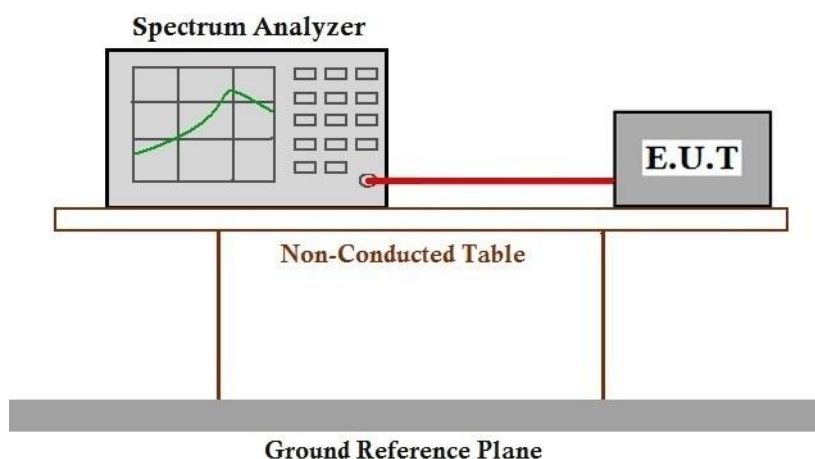 Spectrum Analyzer
E.U.T
Non-Conducted Table
Ground Reference Plane